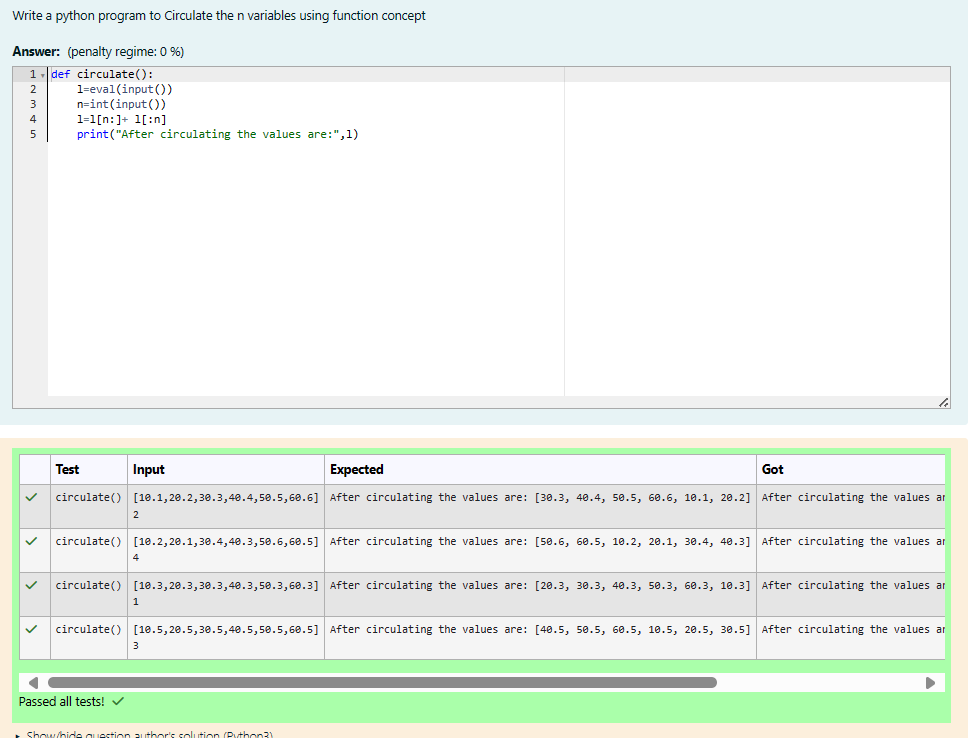 Write a python program to Circulate the n variables using function concept
Answer: (penalty regime: 0 %)
1 def circulate():
2 l=eval(input())
3 n=int(input())
4 l=l[n:]+ l[:n]
5 print("After circulating the values are:",l)
Test Input Expected Got
circulate() [10.1,20.2,30.3,40.4,50.5,60.6] After circulating the values are: [30.3, 40.4, 50.5, 60.6, 10.1, 20.2] After circulating the values ar
2
circulate() [10.2,20.1,30.4,40.3,50.6,60.5] After circulating the values are: [50.6, 60.5, 10.2, 20.1, 30.4, 40.3] After circulating the values ar
4
circulate() [10.3,20.3,30.3,40.3,50.3,60.3] After circulating the values are: [20.3, 30.3, 40.3, 50.3, 60.3, 10.3] After circulating the values ar
1
circulate() [10.5,20.5,30.5,40.5,50.5,60.5] After circulating the values are: [40.5, 50.5, 60.5, 10.5, 20.5, 30.5] After circulating the values ar
3
Passed all tests!
Show/hide question author's solution (Python3)